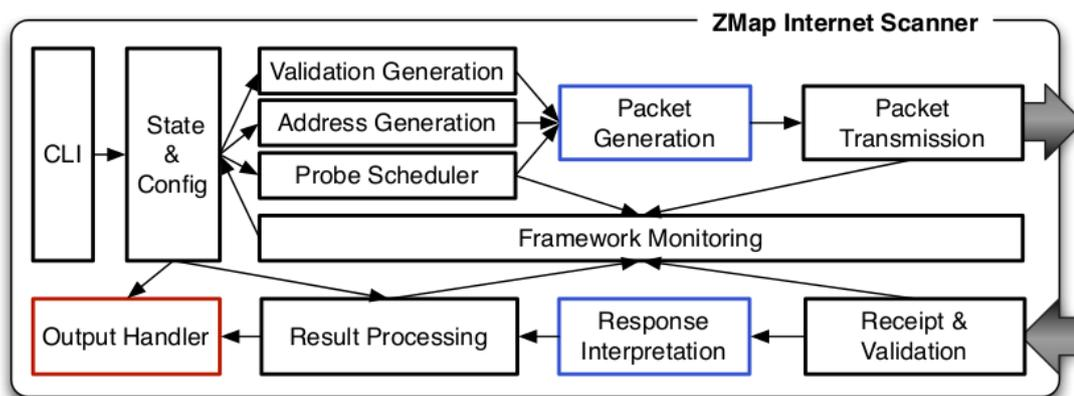 ZMap Internet Scanner
CLI
State
&
Config
Validation Generation
Address Generation
Probe Scheduler
Packet
Generation
Packet
Transmission
Framework Monitoring
Output Handler
Result Processing
Response
Interpretation
Receipt &
Validation